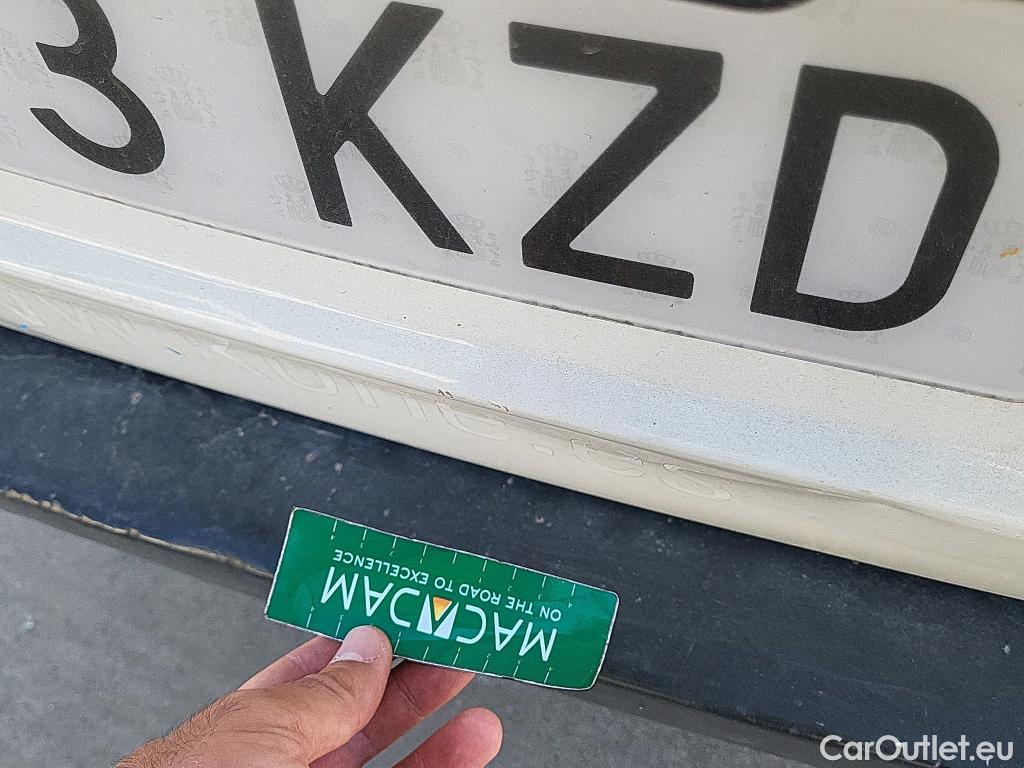 3 KZD
MACADAM
ON THE ROAD TO EXCELLENCE
CarOutlet.eu